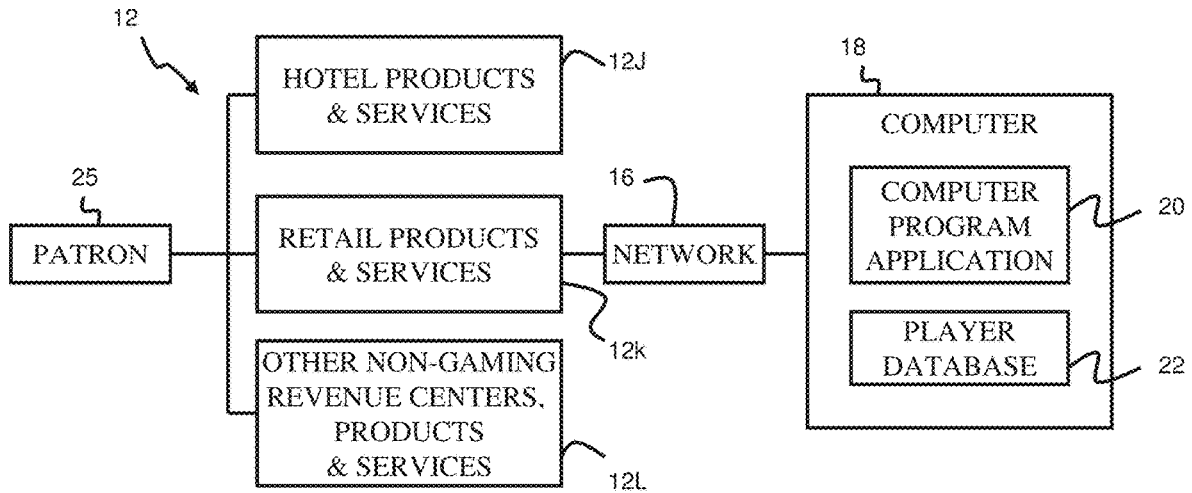 12
HOTEL PRODUCTS
& SERVICES
12J
18
COMPUTER
25
PATRON
RETAIL PRODUCTS
& SERVICES
12k
16
NETWORK
COMPUTER
PROGRAM
APPLICATION
20
PLAYER
DATABASE
22
OTHER NON-GAMING
REVENUE CENTERS,
PRODUCTS
& SERVICES
12L